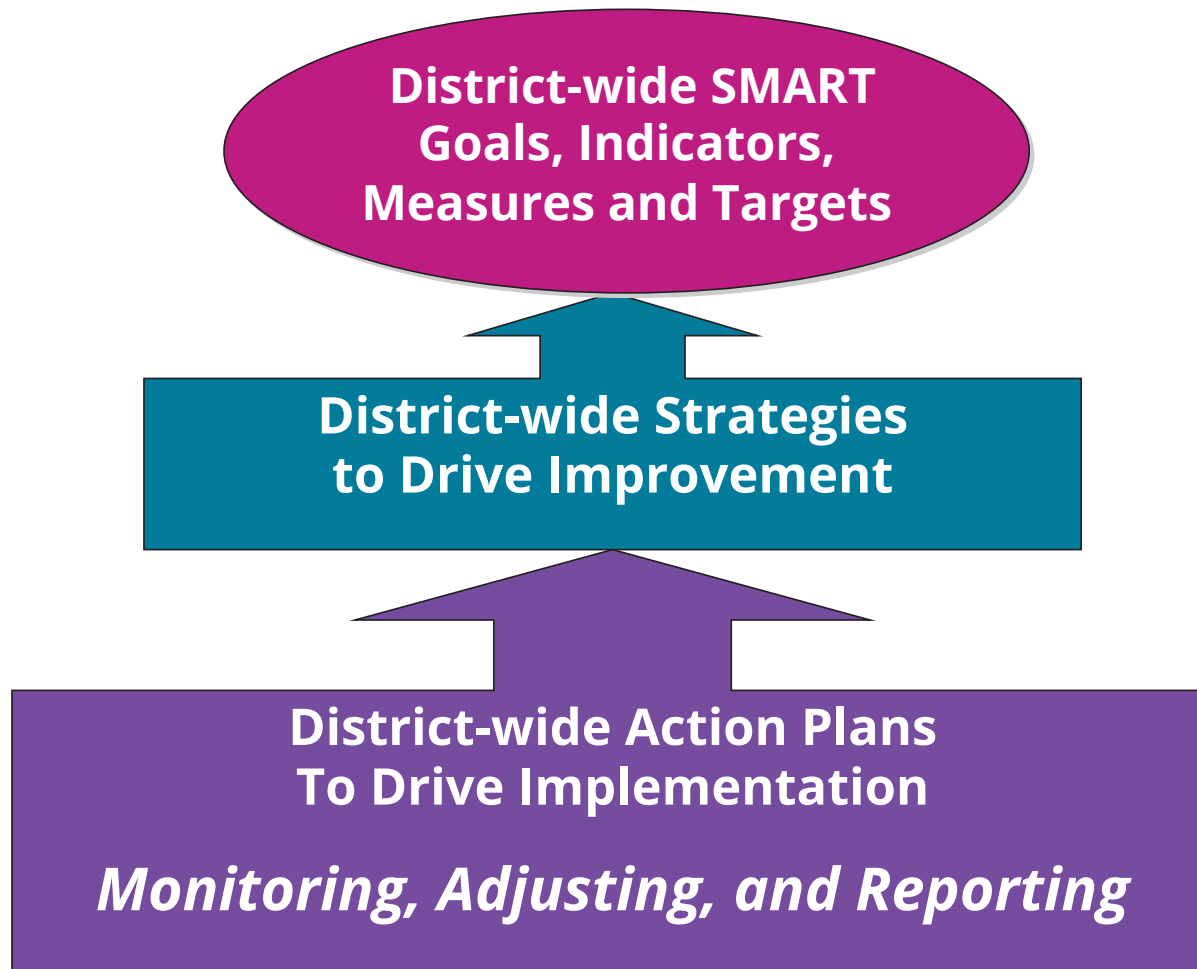 District-wide SMART
Goals, Indicators,
Measures and Targets
District-wide Strategies
to Drive Improvement
District-wide Action Plans
To Drive Implementation
Monitoring, Adjusting, and Reporting